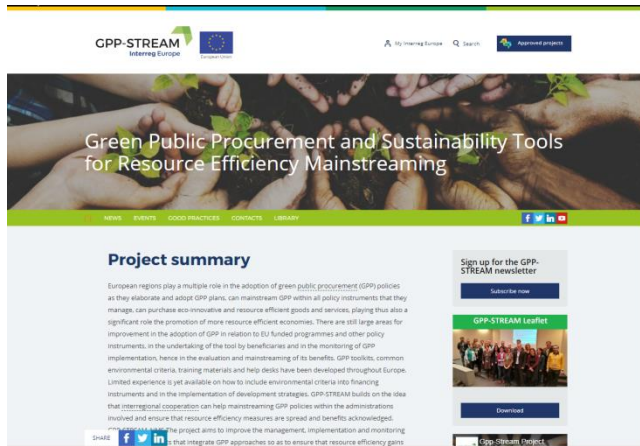 GPP-STREAM
Interreg Europe
European Union
My Interreg Europe
Search
Approved projects
Green Public Procurement and Sustainability Tools
for Resource Efficiency Mainstreaming
NEWS EVENTS GOOD PRACTICES CONTACTS LIBRARY
Project summary
European regions play a multiple role in the adoption of green public procurement (GPP) policies
as they elaborate and adopt GPP plans, can mainstream GPP within all policy instruments that they
manage, can purchase eco-innovative and resource efficient goods and services, playing thus also a
significant role the promotion of more resource efficient economies. There are still large areas for
improvement in the adoption of GPP in relation to EU funded programmes and other policy
instruments, in the undertaking of the tool by beneficiaries and in the monitoring of GPP
implementation, hence in the evaluation and mainstreaming of its benefits. GPP toolkits, common
environmental criteria, training materials and help desks have been developed throughout Europe.
Limited experience is yet available on how to include environmental criteria into financing
instruments and in the implementation of development strategies. GPP-STREAM builds on the idea
that interregional cooperation can help mainstreaming GPP policies within the administrations
involved and ensure that resource efficiency measures are spread and benefits acknowledged.
The project aims to improve the management, implementation and monitoring
that integrate GPP approaches so as to ensure that resource efficiency gains
SHARE
Sign up for the GPP-
STREAM newsletter
Subscribe now
GPP-STREAM Leaflet
Download
Gpp-Stream Project